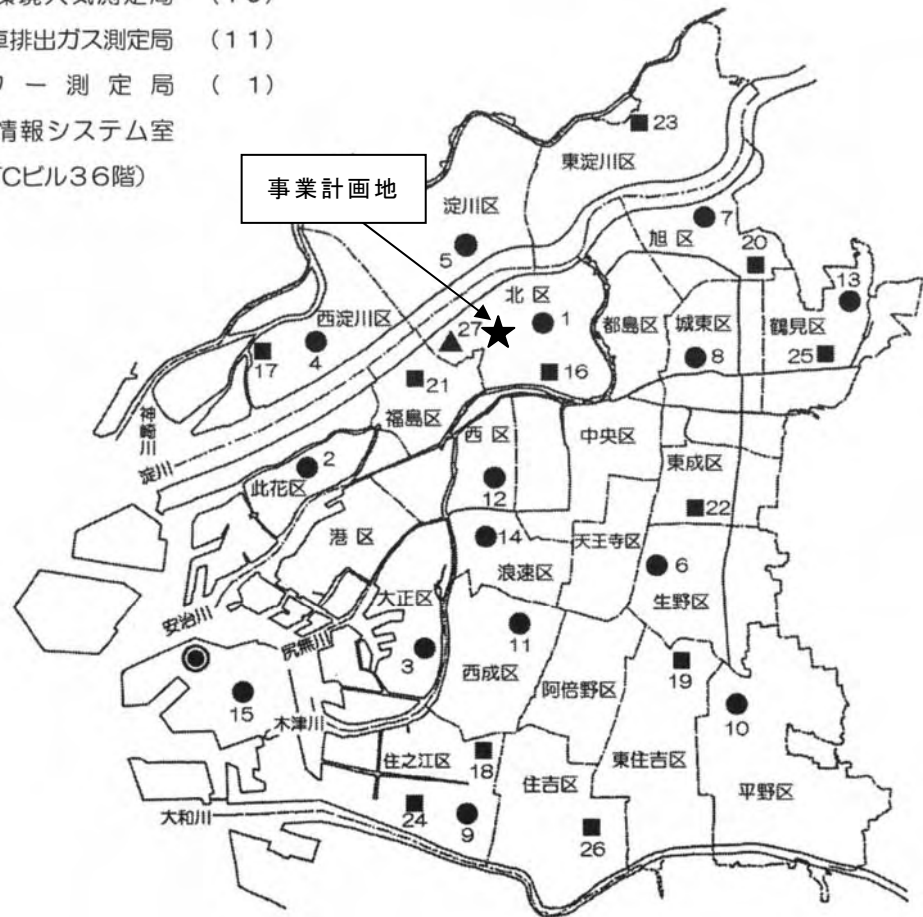 環境大気測定局 (15)
車排出ガス測定局 (11)
ワー測定局 (1)
情報システム室
TCビル36階)
事業計画地
23
東淀川区
淀川区
7
旭区
20
5
13
北区
西淀川区
27
1
都島区
城東区
鶴見区
17
4
21
16
8
25
神崎川
福島区
西区
中央区
淀川
2
東成区
此花区
12
22
港区
14
天王寺区
浪速区
6
大正区
生野区
安治川
尻無川
11
3
西成区
19
阿倍野区
15
10
木津川
住之江区
18
東住吉区
住吉区
平野区
大和川
24
9
26